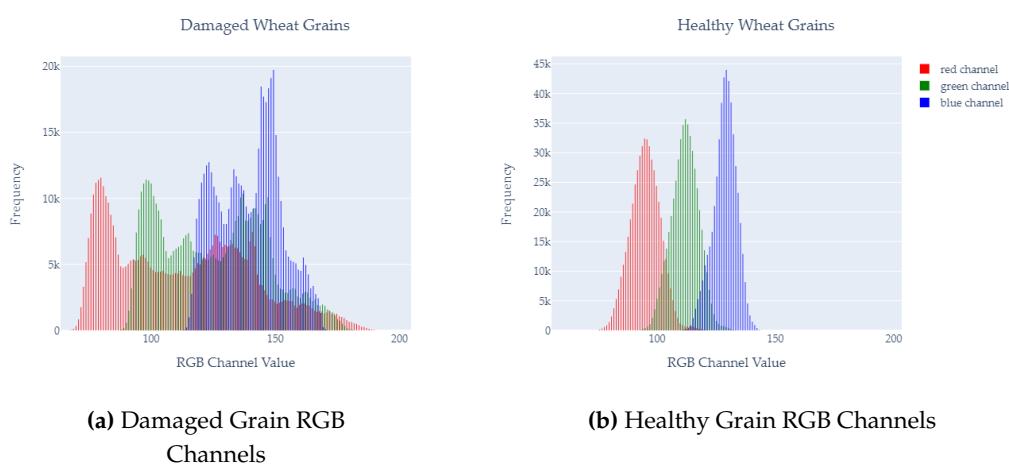 Damaged Wheat Grains
20k
15k
10k
5k
0
Frequency
100
150
200
RGB Channel Value
Healthy Wheat Grains
45k
40k
35k
30k
25k
20k
15k
10k
5k
0
Frequency
100
150
200
RGB Channel Value
red channel
green channel
blue channel
(a) Damaged Grain RGB
Channels
(b) Healthy Grain RGB Channels